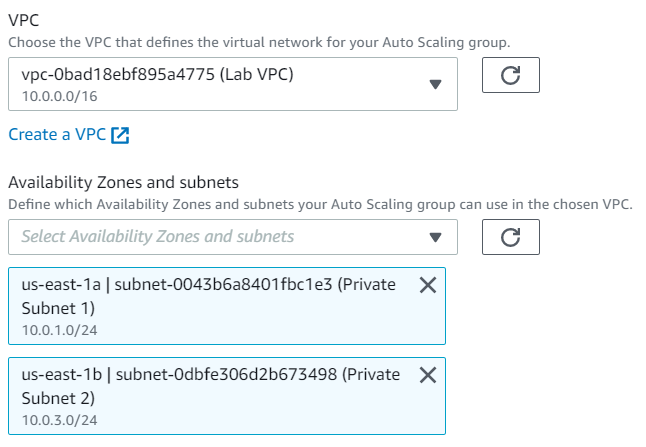 VPC
Choose the VPC that defines the virtual network for your Auto Scaling group.
vpc-0bad18ebf895a4775 (Lab VPC)
10.0.0.0/16
Create a VPC
Availability Zones and subnets
Define which Availability Zones and subnets your Auto Scaling group can use in the chosen VPC.
Select Availability Zones and subnets
us-east-1a | subnet-0043b6a8401fbc1e3 (Private
Subnet 1)
10.0.1.0/24
us-east-1b | subnet-0dbfe306d2b673498 (Private
Subnet 2)
10.0.3.0/24